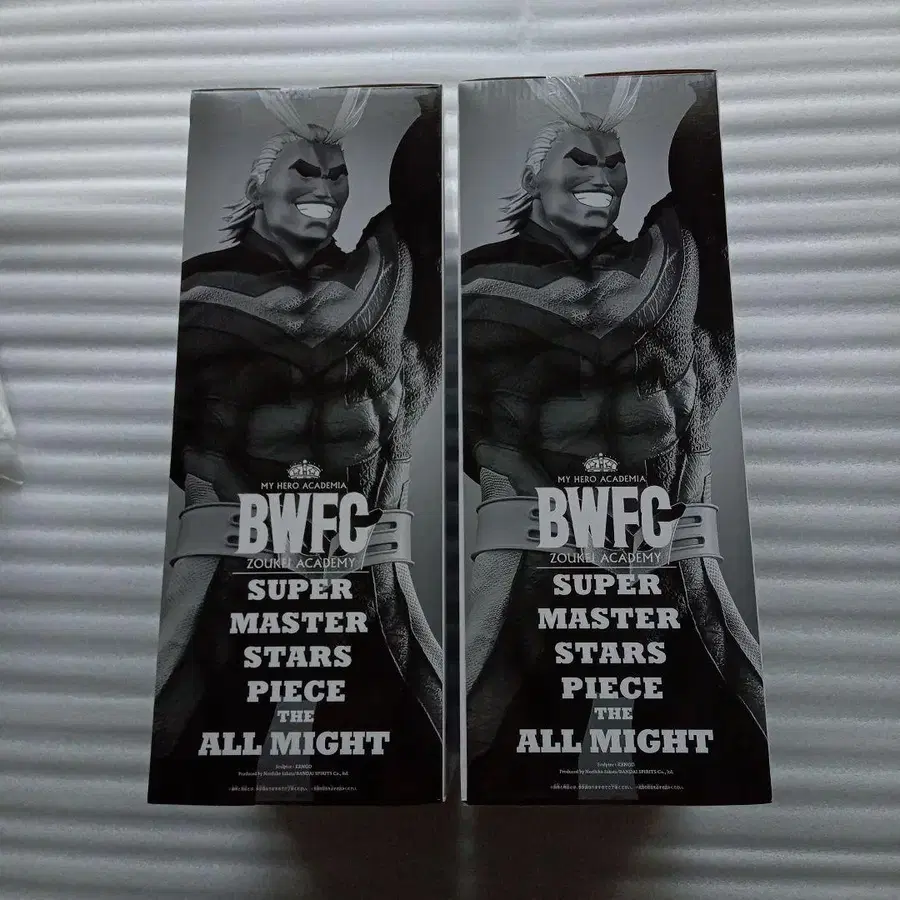 MY HERO ACADEMIA
BWFC
ZOUKEI ACADEMY
SUPER
MASTER
STARS
PIECE
THE
ALL MIGHT
MY HERO ACADEMIA
BWFC
ZOUKEI ACADEMY
SUPER
MASTER
STARS
PIECE
THE
ALL MIGHT